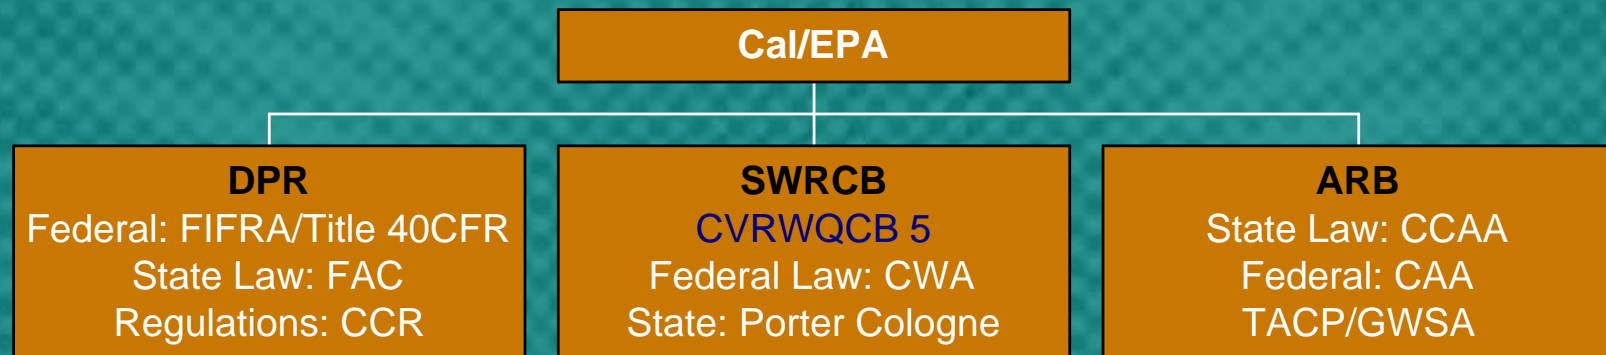 Cal/EPA
DPR
Federal: FIFRA/Title 40CFR
State Law: FAC
Regulations: CCR
SWRCB
CVRWQCB 5
Federal Law: CWA
State: Porter Cologne
ARB
State Law: CCAA
Federal: CAA
TACP/GWSA